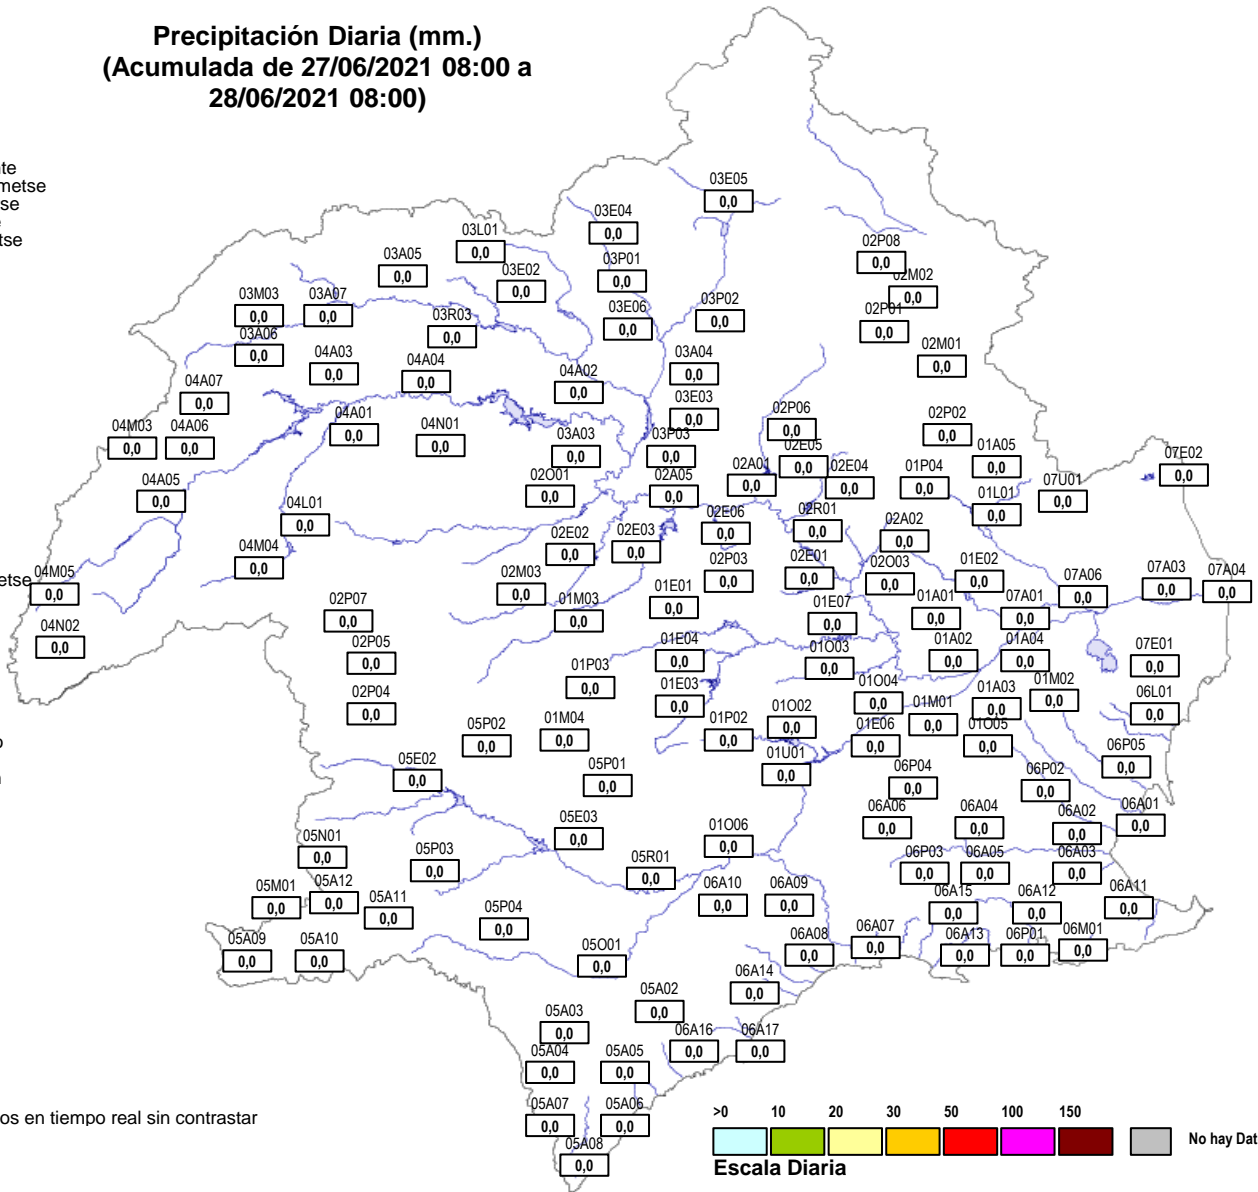 Precipitación Diaria (mm.)
(Acumulada de 27/06/2021 08:00 a
28/06/2021 08:00)
03E05
0,0
03E04
0,0
03L01
0,0
03A05
0,0
03P01
0,0
03E02
0,0
02P08
0,0
02M02
0,0
03M03
0,0
03A07
0,0
03R03
0,0
03E06
0,0
03P02
0,0
02P01
0,0
03A06
0,0
04A03
0,0
04A04
0,0
04A02
0,0
03A04
0,0
02M01
0,0
04A07
0,0
03E03
0,0
04M03
0,0
04A06
0,0
04A01
0,0
04N01
0,0
03A03
0,0
03P03
0,0
02P06
0,0
02E05
0,0
02P02
0,0
01A05
0,0
07E02
0,0
04A05
0,0
02O01
0,0
02A05
0,0
02A01
0,0
02E04
0,0
01P04
0,0
01L01
0,0
07U01
0,0
04L01
0,0
02E06
0,0
02R01
0,0
02A02
0,0
04M04
0,0
02E02
0,0
02E03
0,0
02P03
0,0
02E01
0,0
02O03
0,0
01E02
0,0
04M05
0,0
metse
02M03
0,0
01M03
0,0
01E01
0,0
01E07
0,0
01A01
0,0
07A01
0,0
07A06
0,0
07A03
0,0
07A04
0,0
04N02
0,0
02P07
0,0
02P05
0,0
02P04
0,0
01P03
0,0
01E04
0,0
01E03
0,0
01O03
0,0
01A02
0,0
01A04
0,0
07E01
0,0
01O04
0,0
01M01
0,0
01A03
0,0
01M02
0,0
06L01
0,0
05P02
0,0
01M04
0,0
01P02
0,0
01O02
0,0
01E06
0,0
01O05
0,0
05E02
0,0
05P01
0,0
01U01
0,0
06P04
0,0
06P02
0,0
06P05
0,0
05E03
0,0
01O06
0,0
06A06
0,0
06A04
0,0
06A02
0,0
06A01
0,0
05N01
0,0
05P03
0,0
05R01
0,0
06P03
0,0
06A05
0,0
06A03
0,0
05M01
0,0
05A12
0,0
05A11
0,0
05P04
0,0
06A10
0,0
06A09
0,0
06A15
0,0
06A12
0,0
06A11
0,0
05A09
0,0
05A10
0,0
05O01
0,0
06A08
0,0
06A07
0,0
06A13
0,0
06P01
0,0
06M01
0,0
05A02
0,0
06A14
0,0
05A03
0,0
06A16
0,0
06A17
0,0
05A04
0,0
05A05
0,0
05A07
0,0
05A06
0,0
05A08
0,0
os en tiempo real sin contrastar
>0 10 20 30 50 100 150
No hay Dat
Escala Diaria